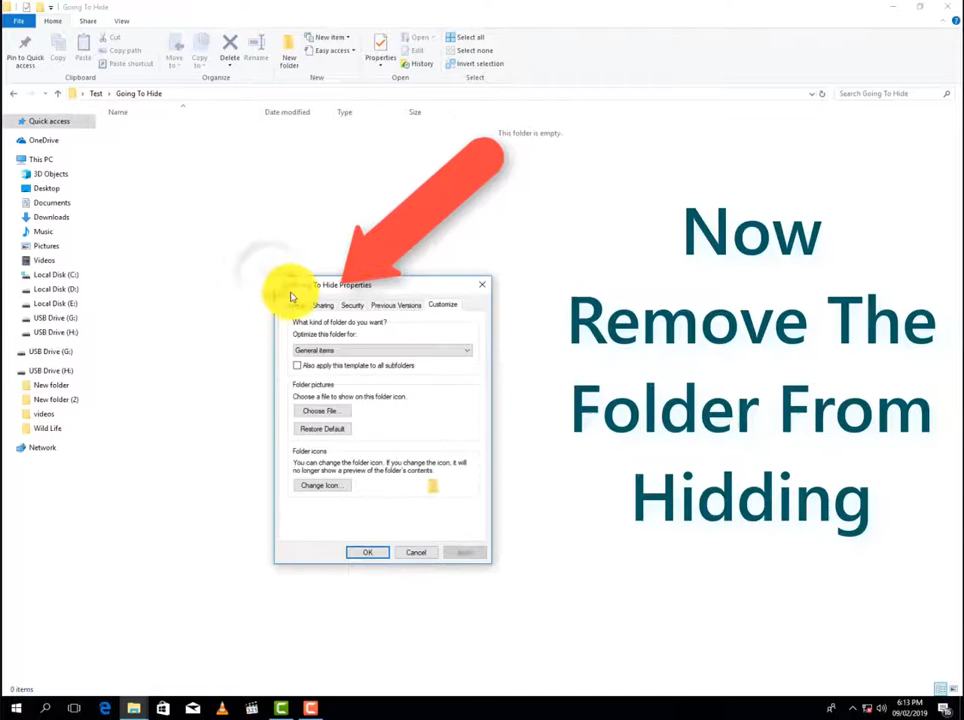 Going To Hide
File Home Share View
Pin to Quick access
Copy
Paste
Cut
Copy path
Paste shortcut
Clipboard
Move to
Copy to
Delete
Rename
Organize
New folder
New item
Easy access
New
Properties
Open
Edit
History
Open
Select all
Select none
Invert selection
Select
Test > Going To Hide
Search Going To Hide
Name Date modified Type Size
This folder is empty.
Quick access
OneDrive
This PC
3D Objects
Desktop
Documents
Downloads
Music
Pictures
Videos
Local Disk (C:)
Local Disk (D:)
Local Disk (E:)
USB Drive (G:)
USB Drive (H:)
USB Drive (G:)
USB Drive (H:)
New folder
New folder (2)
videos
Wild Life
Network
To Hide Properties
Sharing Security Previous Versions Customize
What kind of folder do you want?
Optimize this folder for:
General items
Also apply this template to all subfolders
Folder pictures
Choose a file to show on this folder icon.
Choose File...
Restore Default
Folder icons
You can change the folder icon. If you change the icon, it will
no longer show a preview of the folder's contents.
Change Icon...
OK Cancel Apply
Now
Remove The
Folder From
Hidding
0 items
6:13 PM
09/02/2019